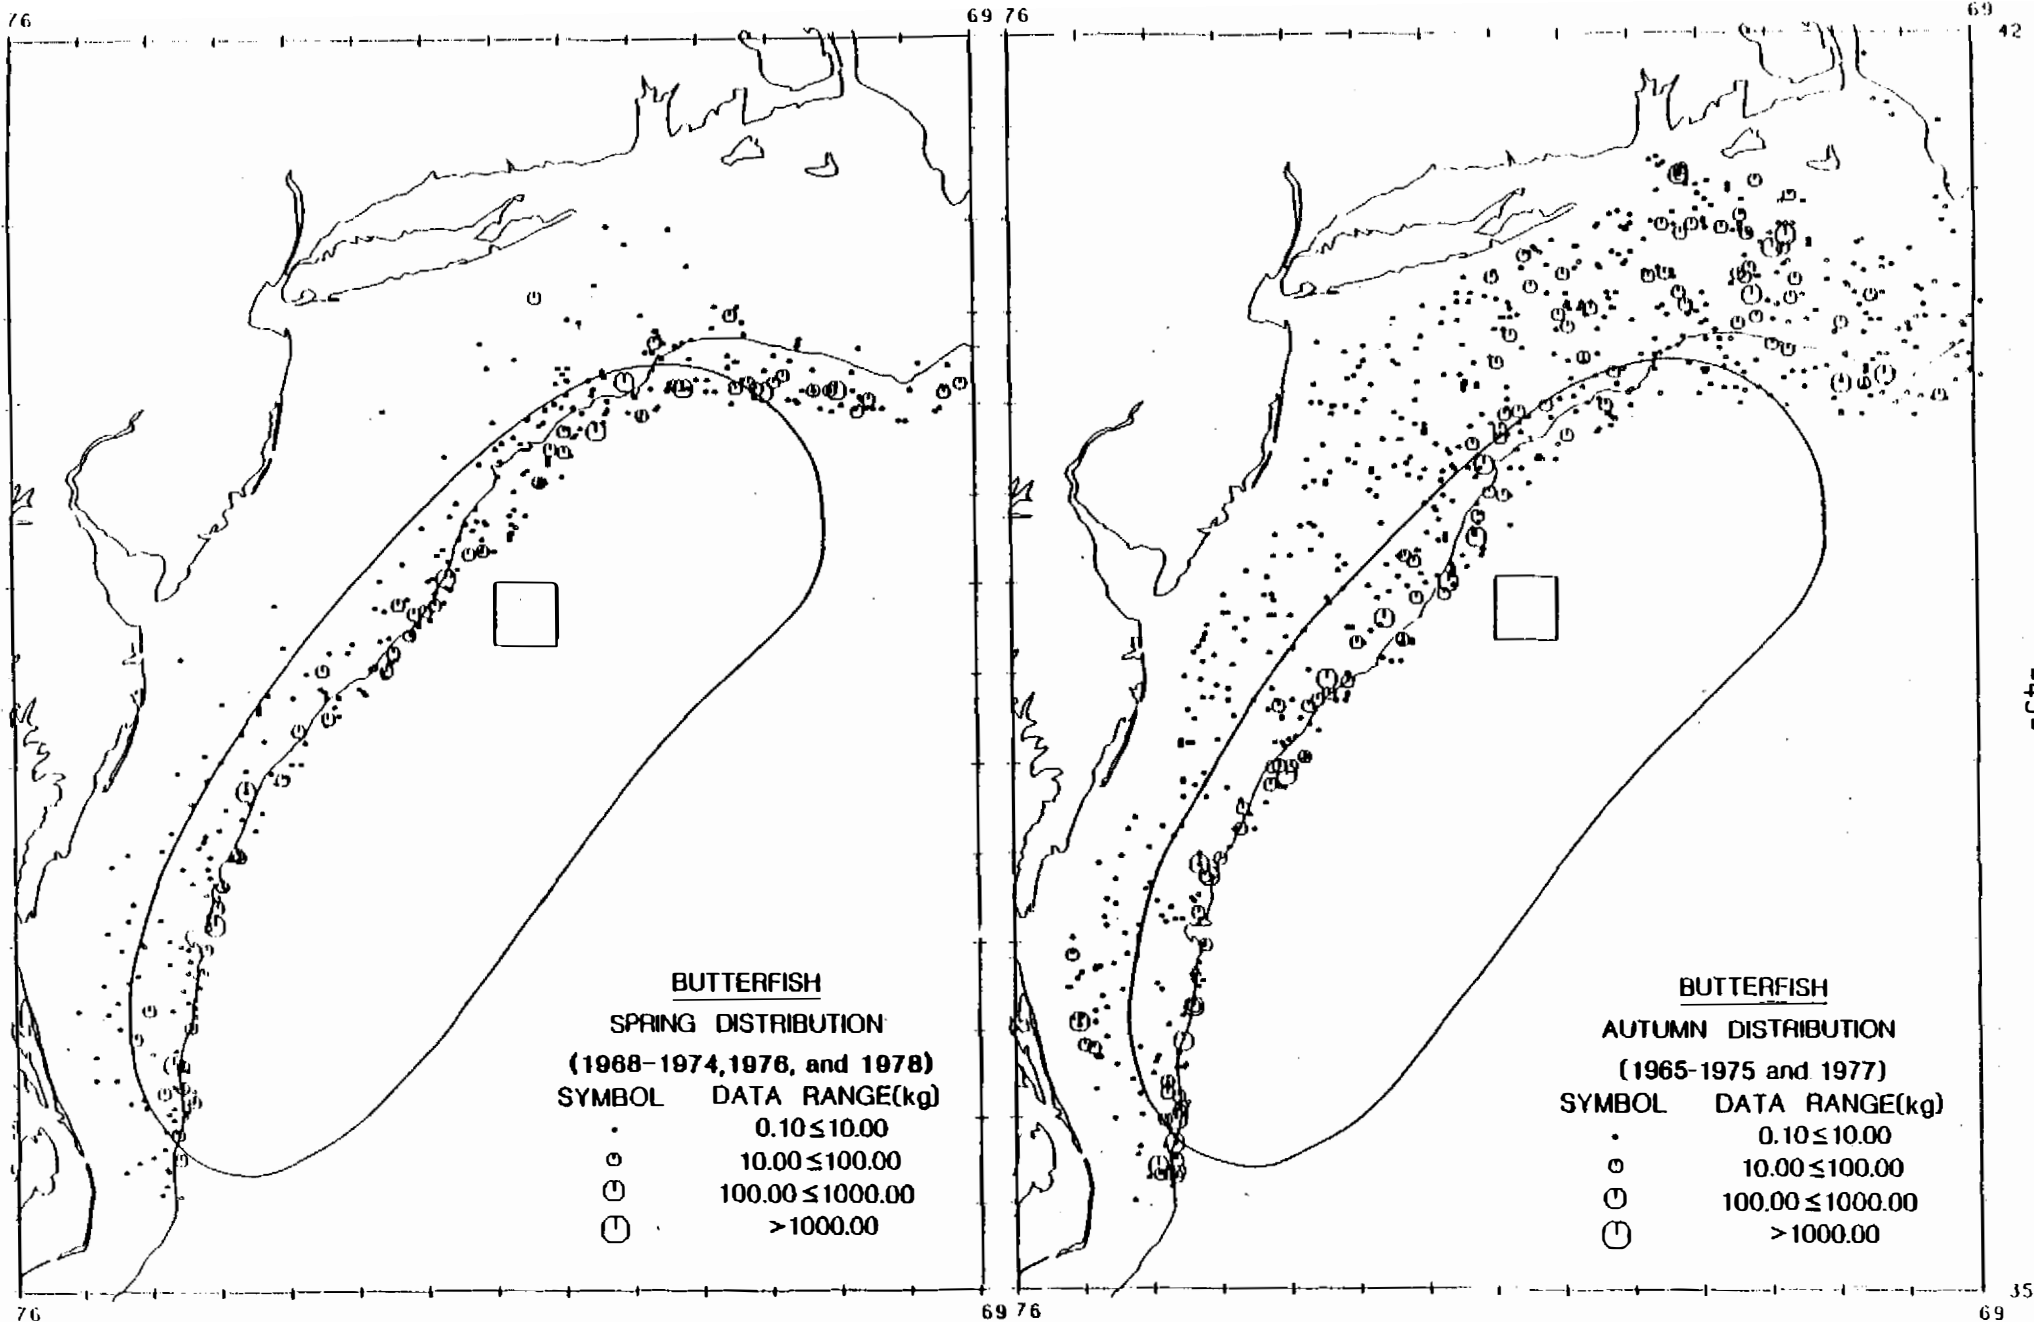 76
69
76
69
42
BUTTERFISH
SPRING DISTRIBUTION
(1968-1974,1976, and 1978)
SYMBOL DATA RANGE(kg)
0.10≤10.00
10.00≤100.00
100.00≤1000.00
>1000.00
BUTTERFISH
AUTUMN DISTRIBUTION
(1965-1975 and 1977)
SYMBOL DATA RANGE(kg)
0.10≤10.00
10.00≤100.00
100.00≤1000.00
>1000.00
76
69
76
69
35